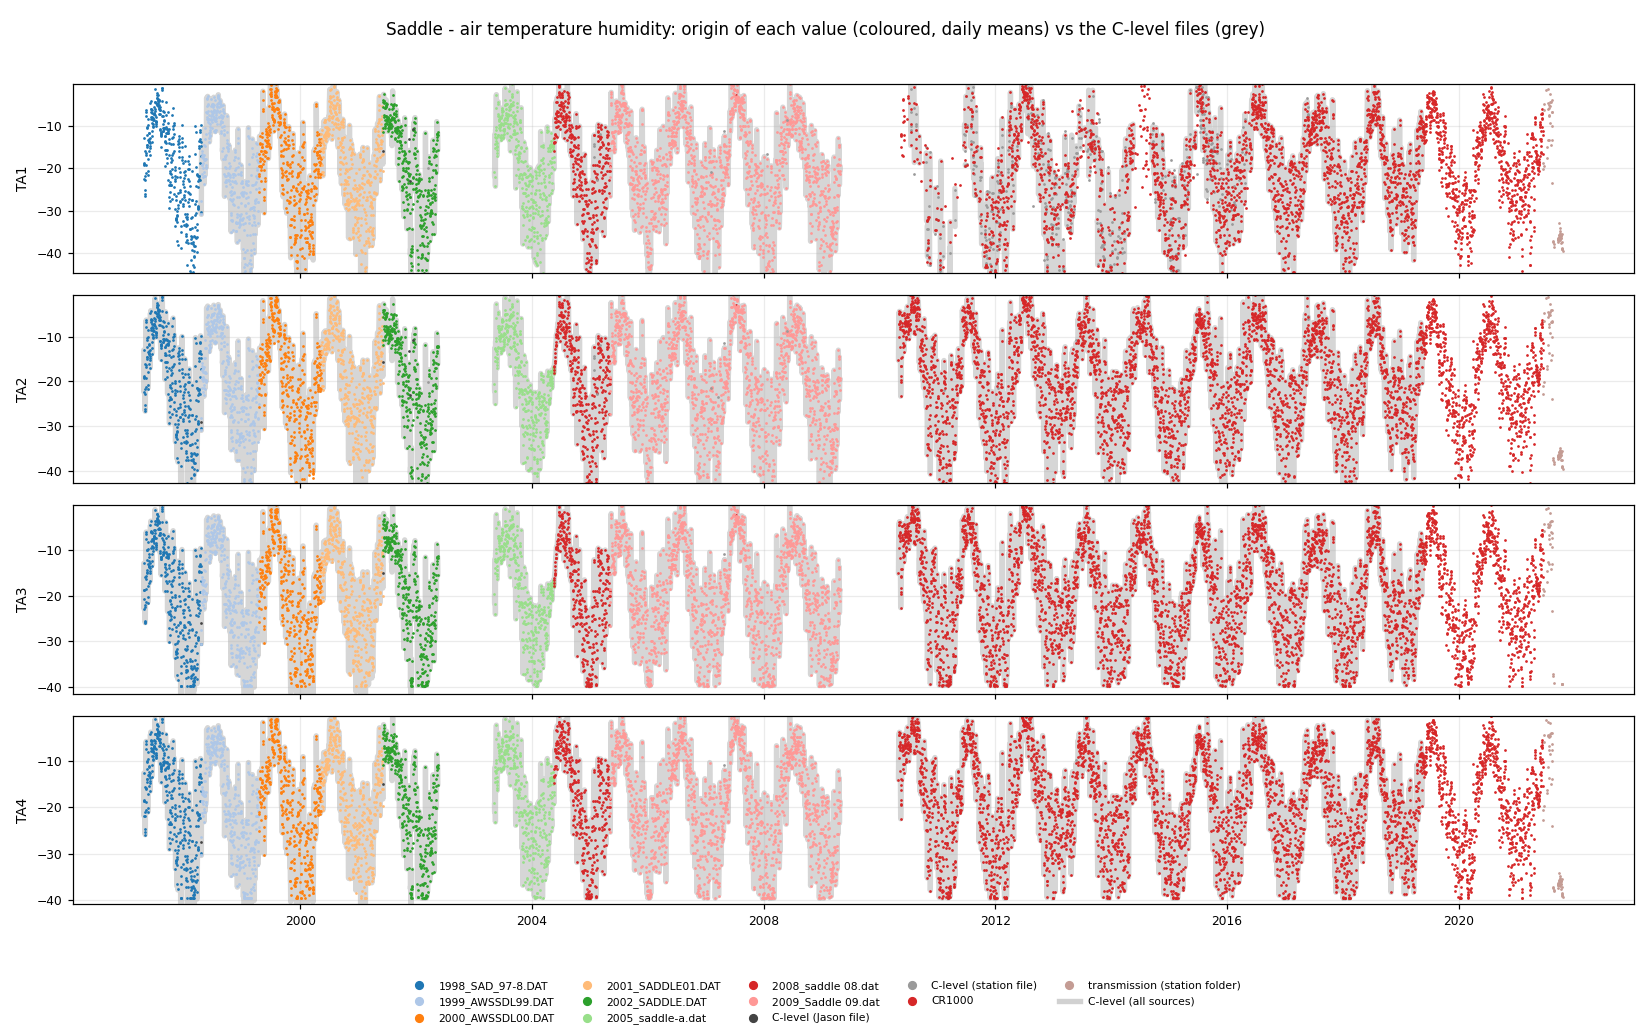 Saddle - air temperature humidity: origin of each value (coloured, daily means) vs the C-level files (grey)
TA1
−10
−20
−30
−40
TA2
−10
−20
−30
−40
TA3
−10
−20
−30
−40
TA4
−10
−20
−30
−40
2000 2004 2008 2012 2016 2020
1998_SAD_97-8.DAT 2001_SADDLE01.DAT 2008_saddle 08.dat C-level (station file) transmission (station folder)
1999_AWSSDL99.DAT 2002_SADDLE.DAT 2009_Saddle 09.dat CR1000 C-level (all sources)
2000_AWSSDL00.DAT 2005_saddle-a.dat C-level (Jason file)